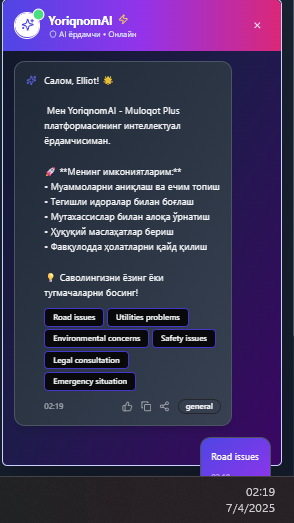 YoriqnomAI ⚡
AI ёрдамчи • Онлайн
Салом, Elliot! 🌟
Мен YoriqnomAI - Muloqot Plus
платформасининг интеллектуал
ёрдамчисиман.
🚀 **Менинг имкониятларим:**
- Муаммоларни аниқлаш ва ечим топиш
- Тегишли идоралар билан боғлаш
- Мутахассислар билан алоқа ўрнатиш
- Ҳуқуқий маслаҳатлар бериш
- Фавқулодда ҳолатларни қайд қилиш
💡 Саволингизни ёзинг ёки
тугмачаларни босинг!
Road issues Utilities problems
Environmental concerns Safety issues
Legal consultation
Emergency situation
02:19 general
Road issues
02:19
7/4/2025